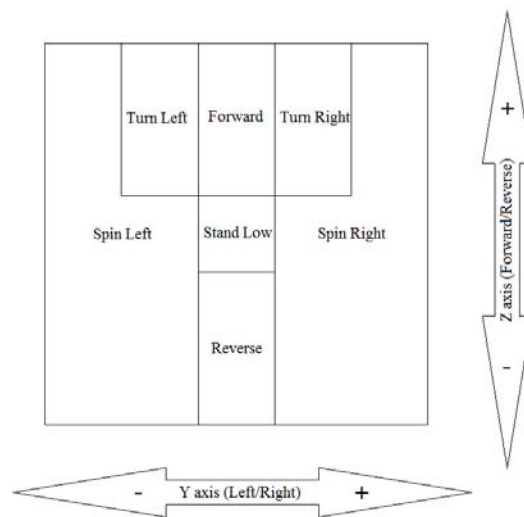 Turn Left
Forward
Turn Right
+
Spin Left
Stand Low
Spin Right
Z axis (Forward/Reverse)
Reverse
-
-
Y axis (Left/Right)
+